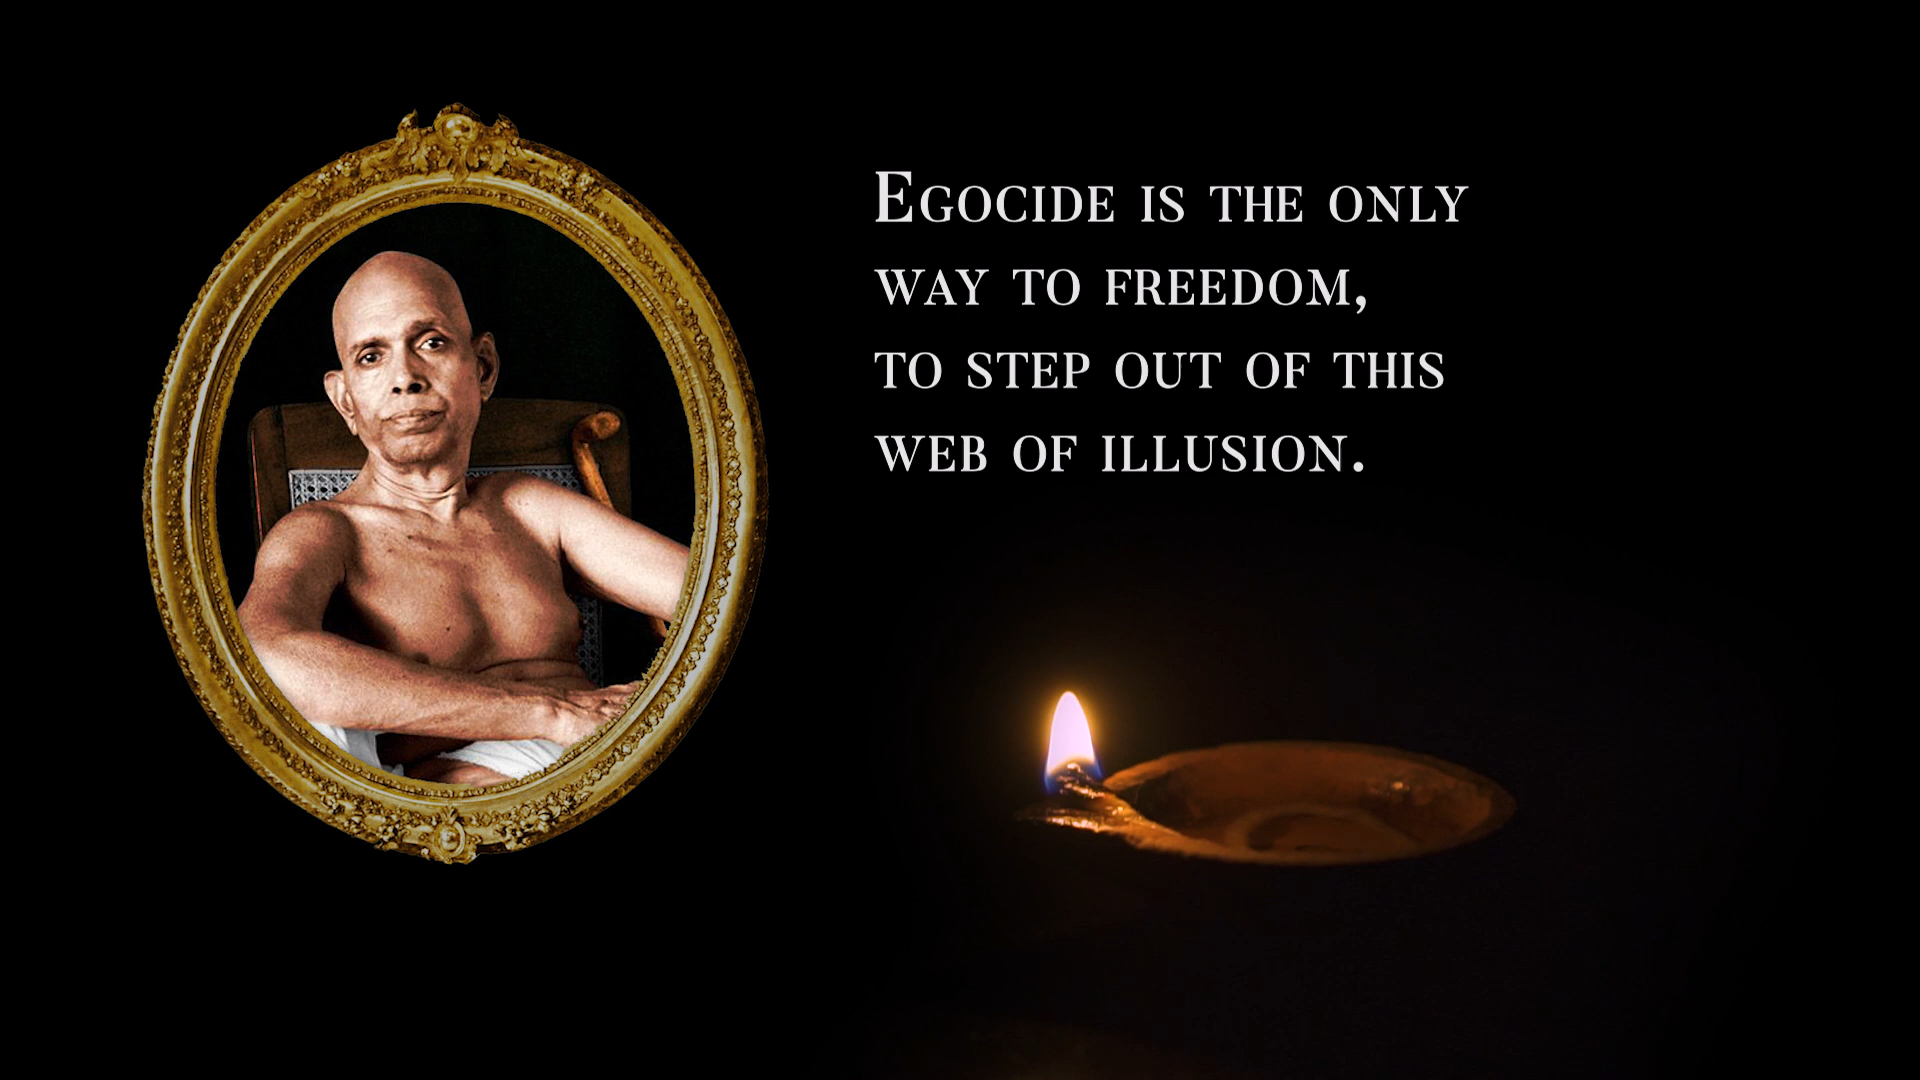 Egocide is the only
way to freedom,
to step out of this
web of illusion.